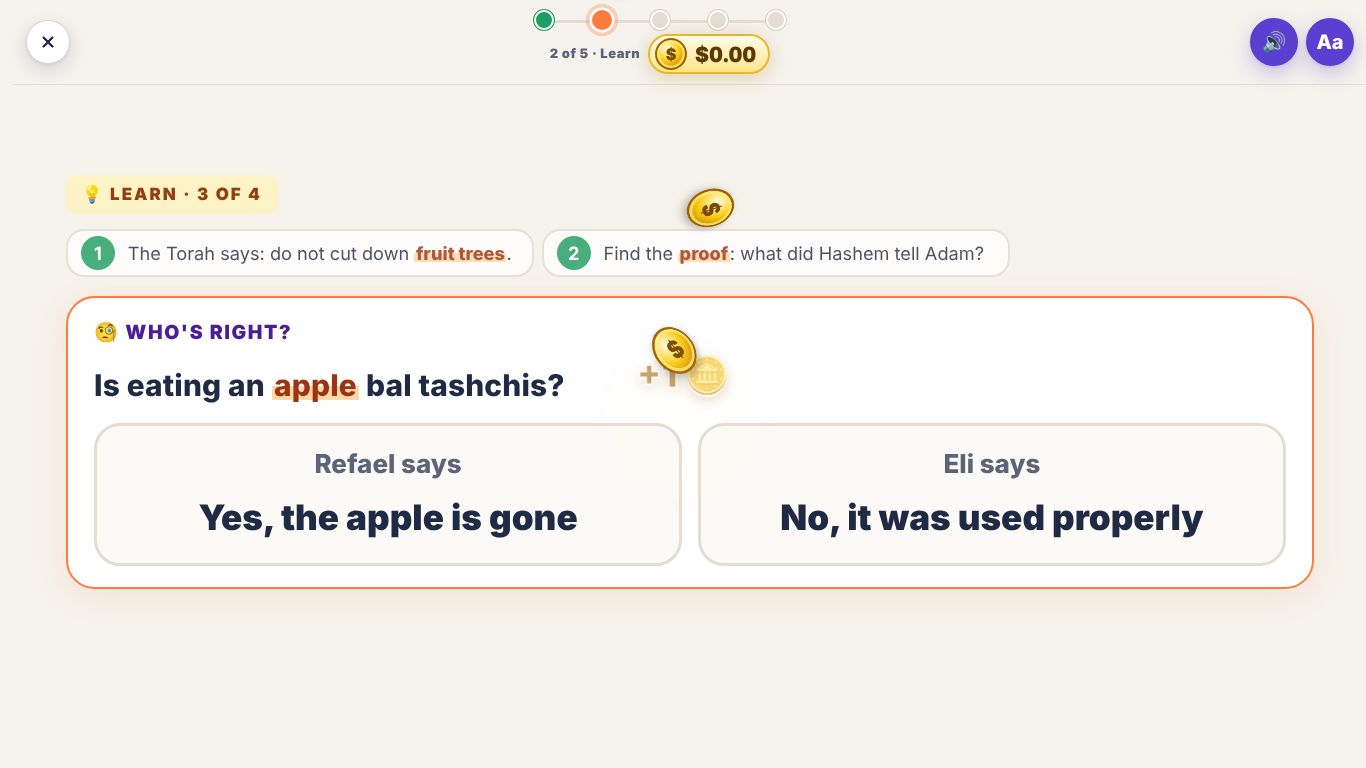 2 of 5 · Learn
$ $0.00
Aa
LEARN · 3 OF 4
1 The Torah says: do not cut down fruit trees.
2 Find the proof: what did Hashem tell Adam?
WHO'S RIGHT?
+1
Is eating an apple bal tashchis?
Refael says
Yes, the apple is gone
Eli says
No, it was used properly